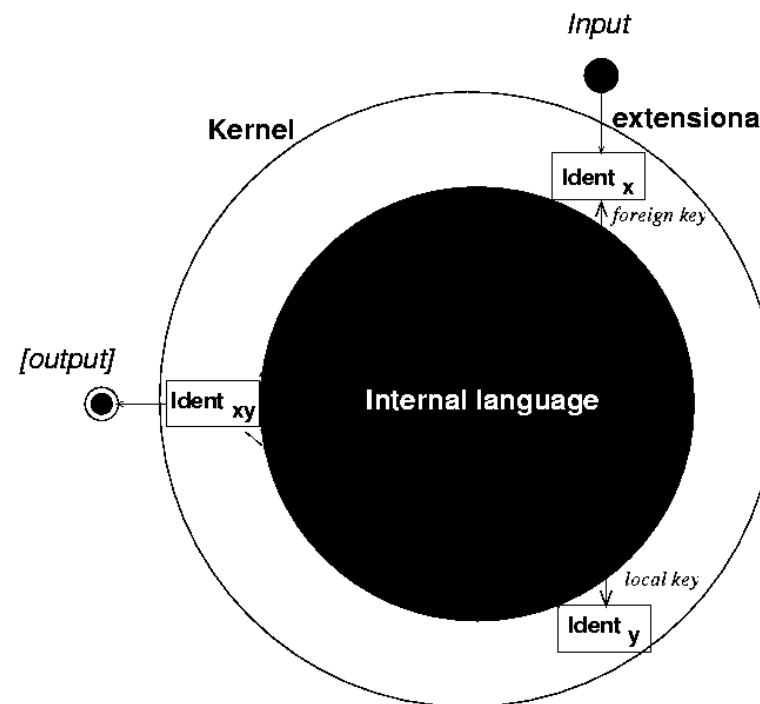 Input
Kernel
extensiona
Ident x
foreign key
[output]
Ident xy
Internal language
local key
Ident y